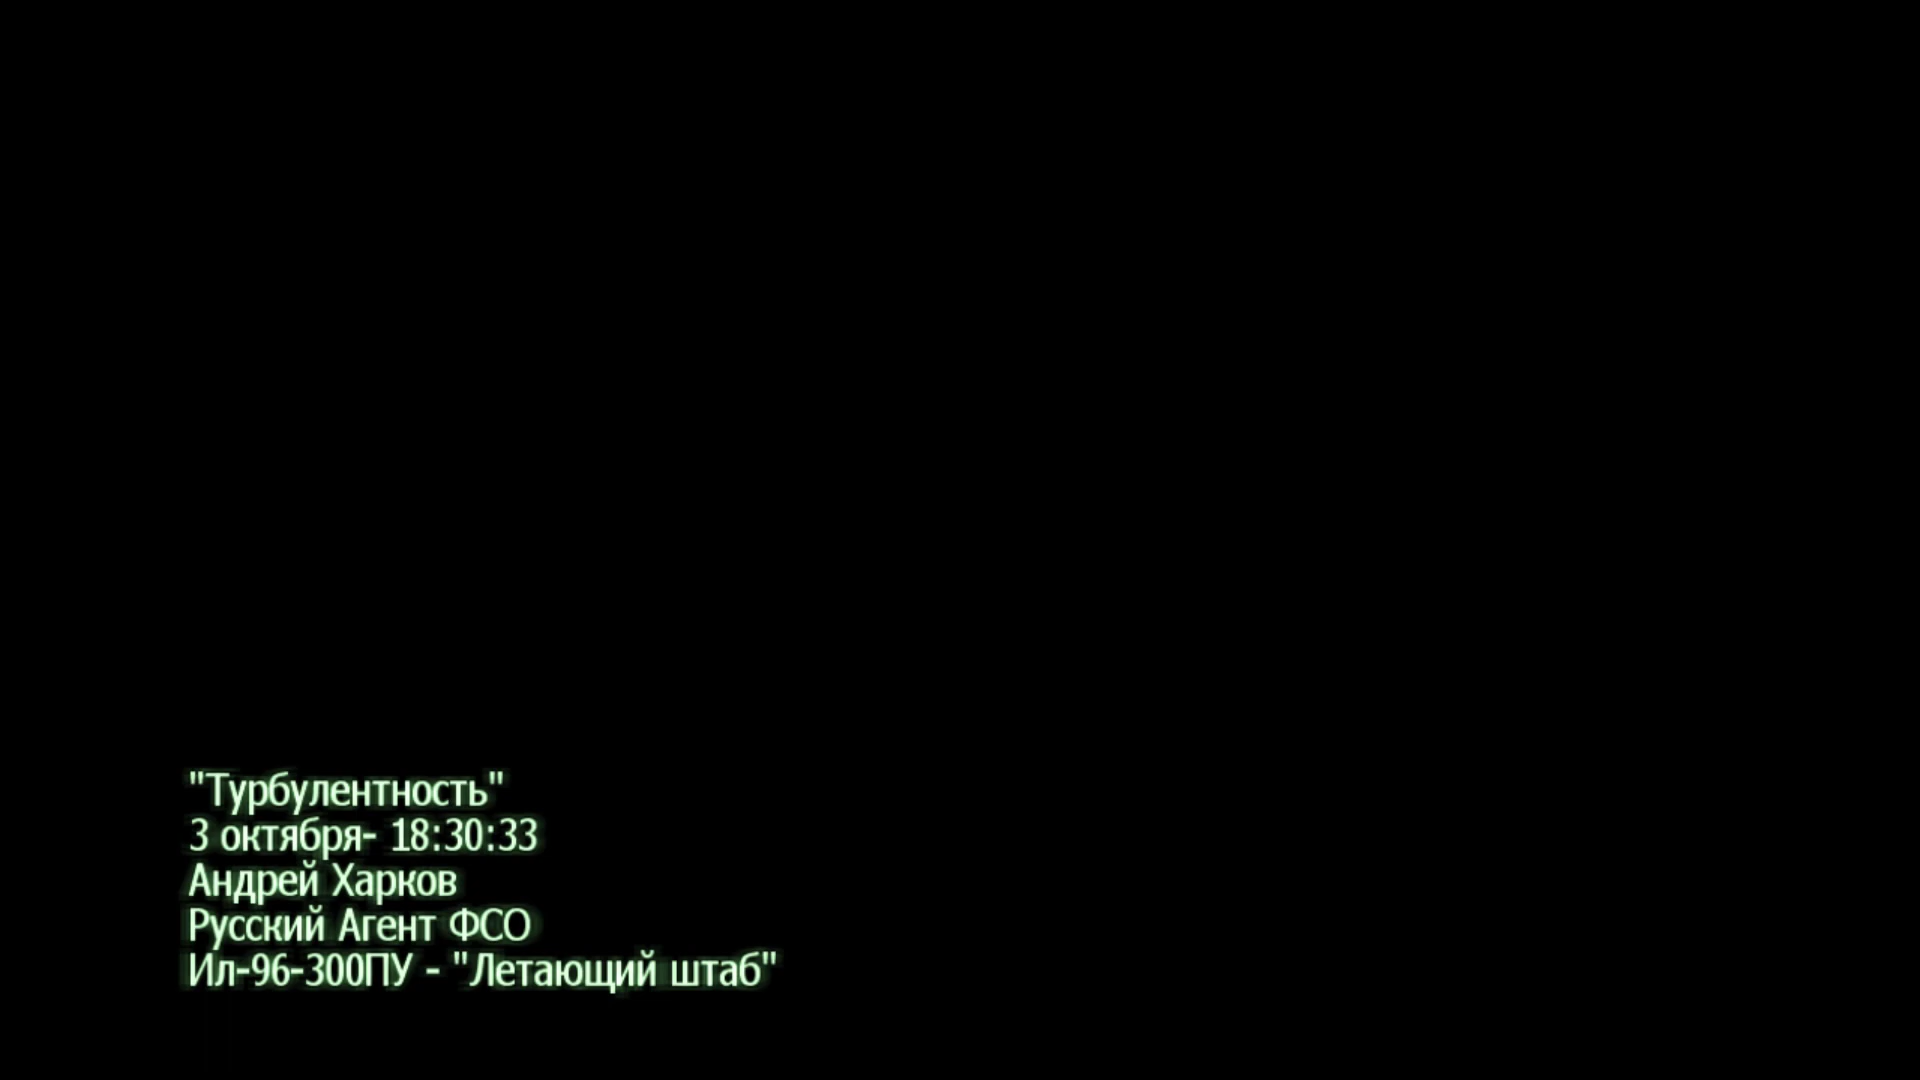 "Турбулентность"
3 октября- 18:30:33
Андрей Харков
Русский Агент ФСО
Ил-96-300ПУ - "Летающий штаб"